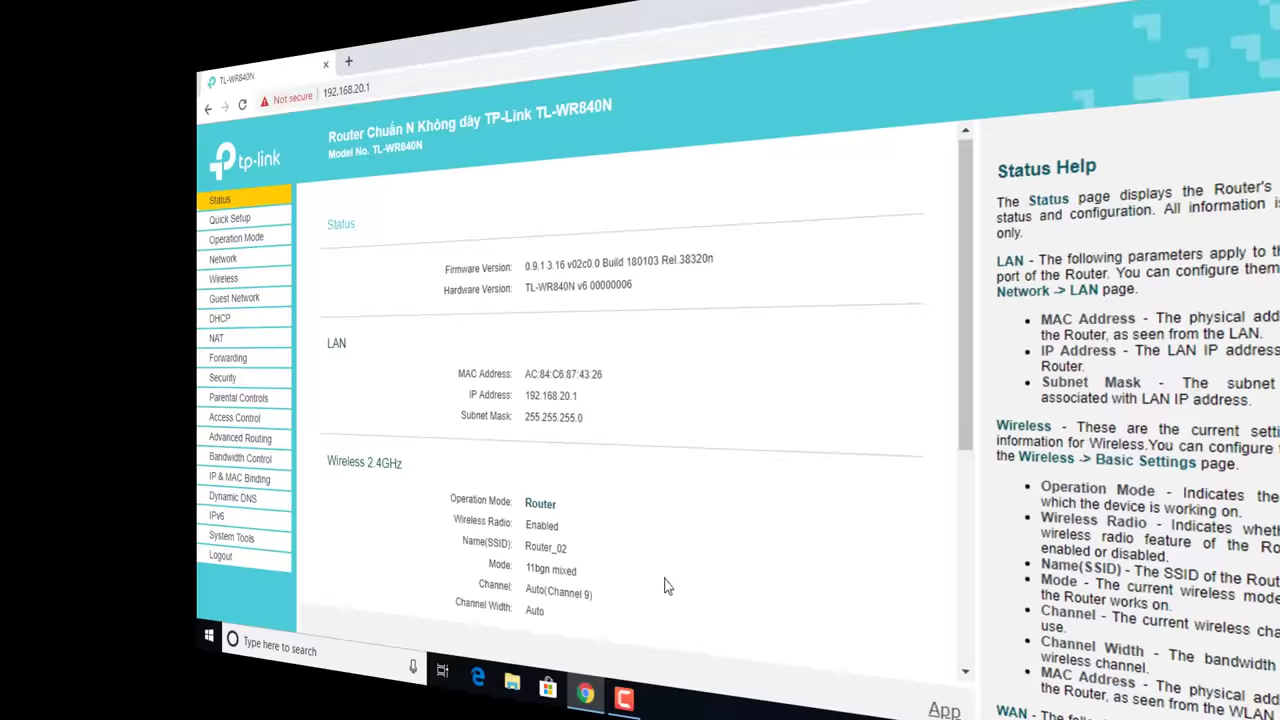 TL-WR840N
Not secure
192.168.20.1
tp-link
Router Chuẩn N Không dây TP-Link TL-WR840N
Model No. TL-WR840N
Status
Quick Setup
Operation Mode
Network
Wireless
Guest Network
DHCP
NAT
Forwarding
Security
Parental Controls
Access Control
Advanced Routing
Bandwidth Control
IP & MAC Binding
Dynamic DNS
IPv6
System Tools
Logout
Status
Firmware Version: 0.9.1 3.16 v02c0.0 Build 180103 Rel.38320n
Hardware Version: TL-WR840N v6 00000006
LAN
MAC Address: AC:84:C6:87:43:26
IP Address: 192.168.20.1
Subnet Mask: 255.255.255.0
Wireless 2.4GHz
Operation Mode: Router
Wireless Radio: Enabled
Name(SSID): Router_02
Mode: 11bgn mixed
Channel: Auto(Channel 9)
Channel Width: Auto
Status Help
The Status page displays the Router's
status and configuration. All information
only.
LAN - The following parameters apply to
port of the Router. You can configure them
Network -> LAN page.
MAC Address - The physical
the Router, as seen from the LAN.
IP Address - The LAN IP address
Router.
Subnet Mask - The subnet
associated with LAN IP address.
Wireless - These are the current
information for Wireless.You can configure
the Wireless -> Basic Settings page.
Operation Mode - Indicates the
which the device is working on.
Wireless Radio - Indicates
wireless radio feature of the
enabled or disabled.
Name(SSID) - The SSID of the
Mode - The current wireless mode
the Router works on.
Channel - The current wireless
use.
Channel Width - The bandwidth
wireless channel.
MAC Address - The physical
the Router, as seen from the WLAN
WAN - The
App
Type here to search